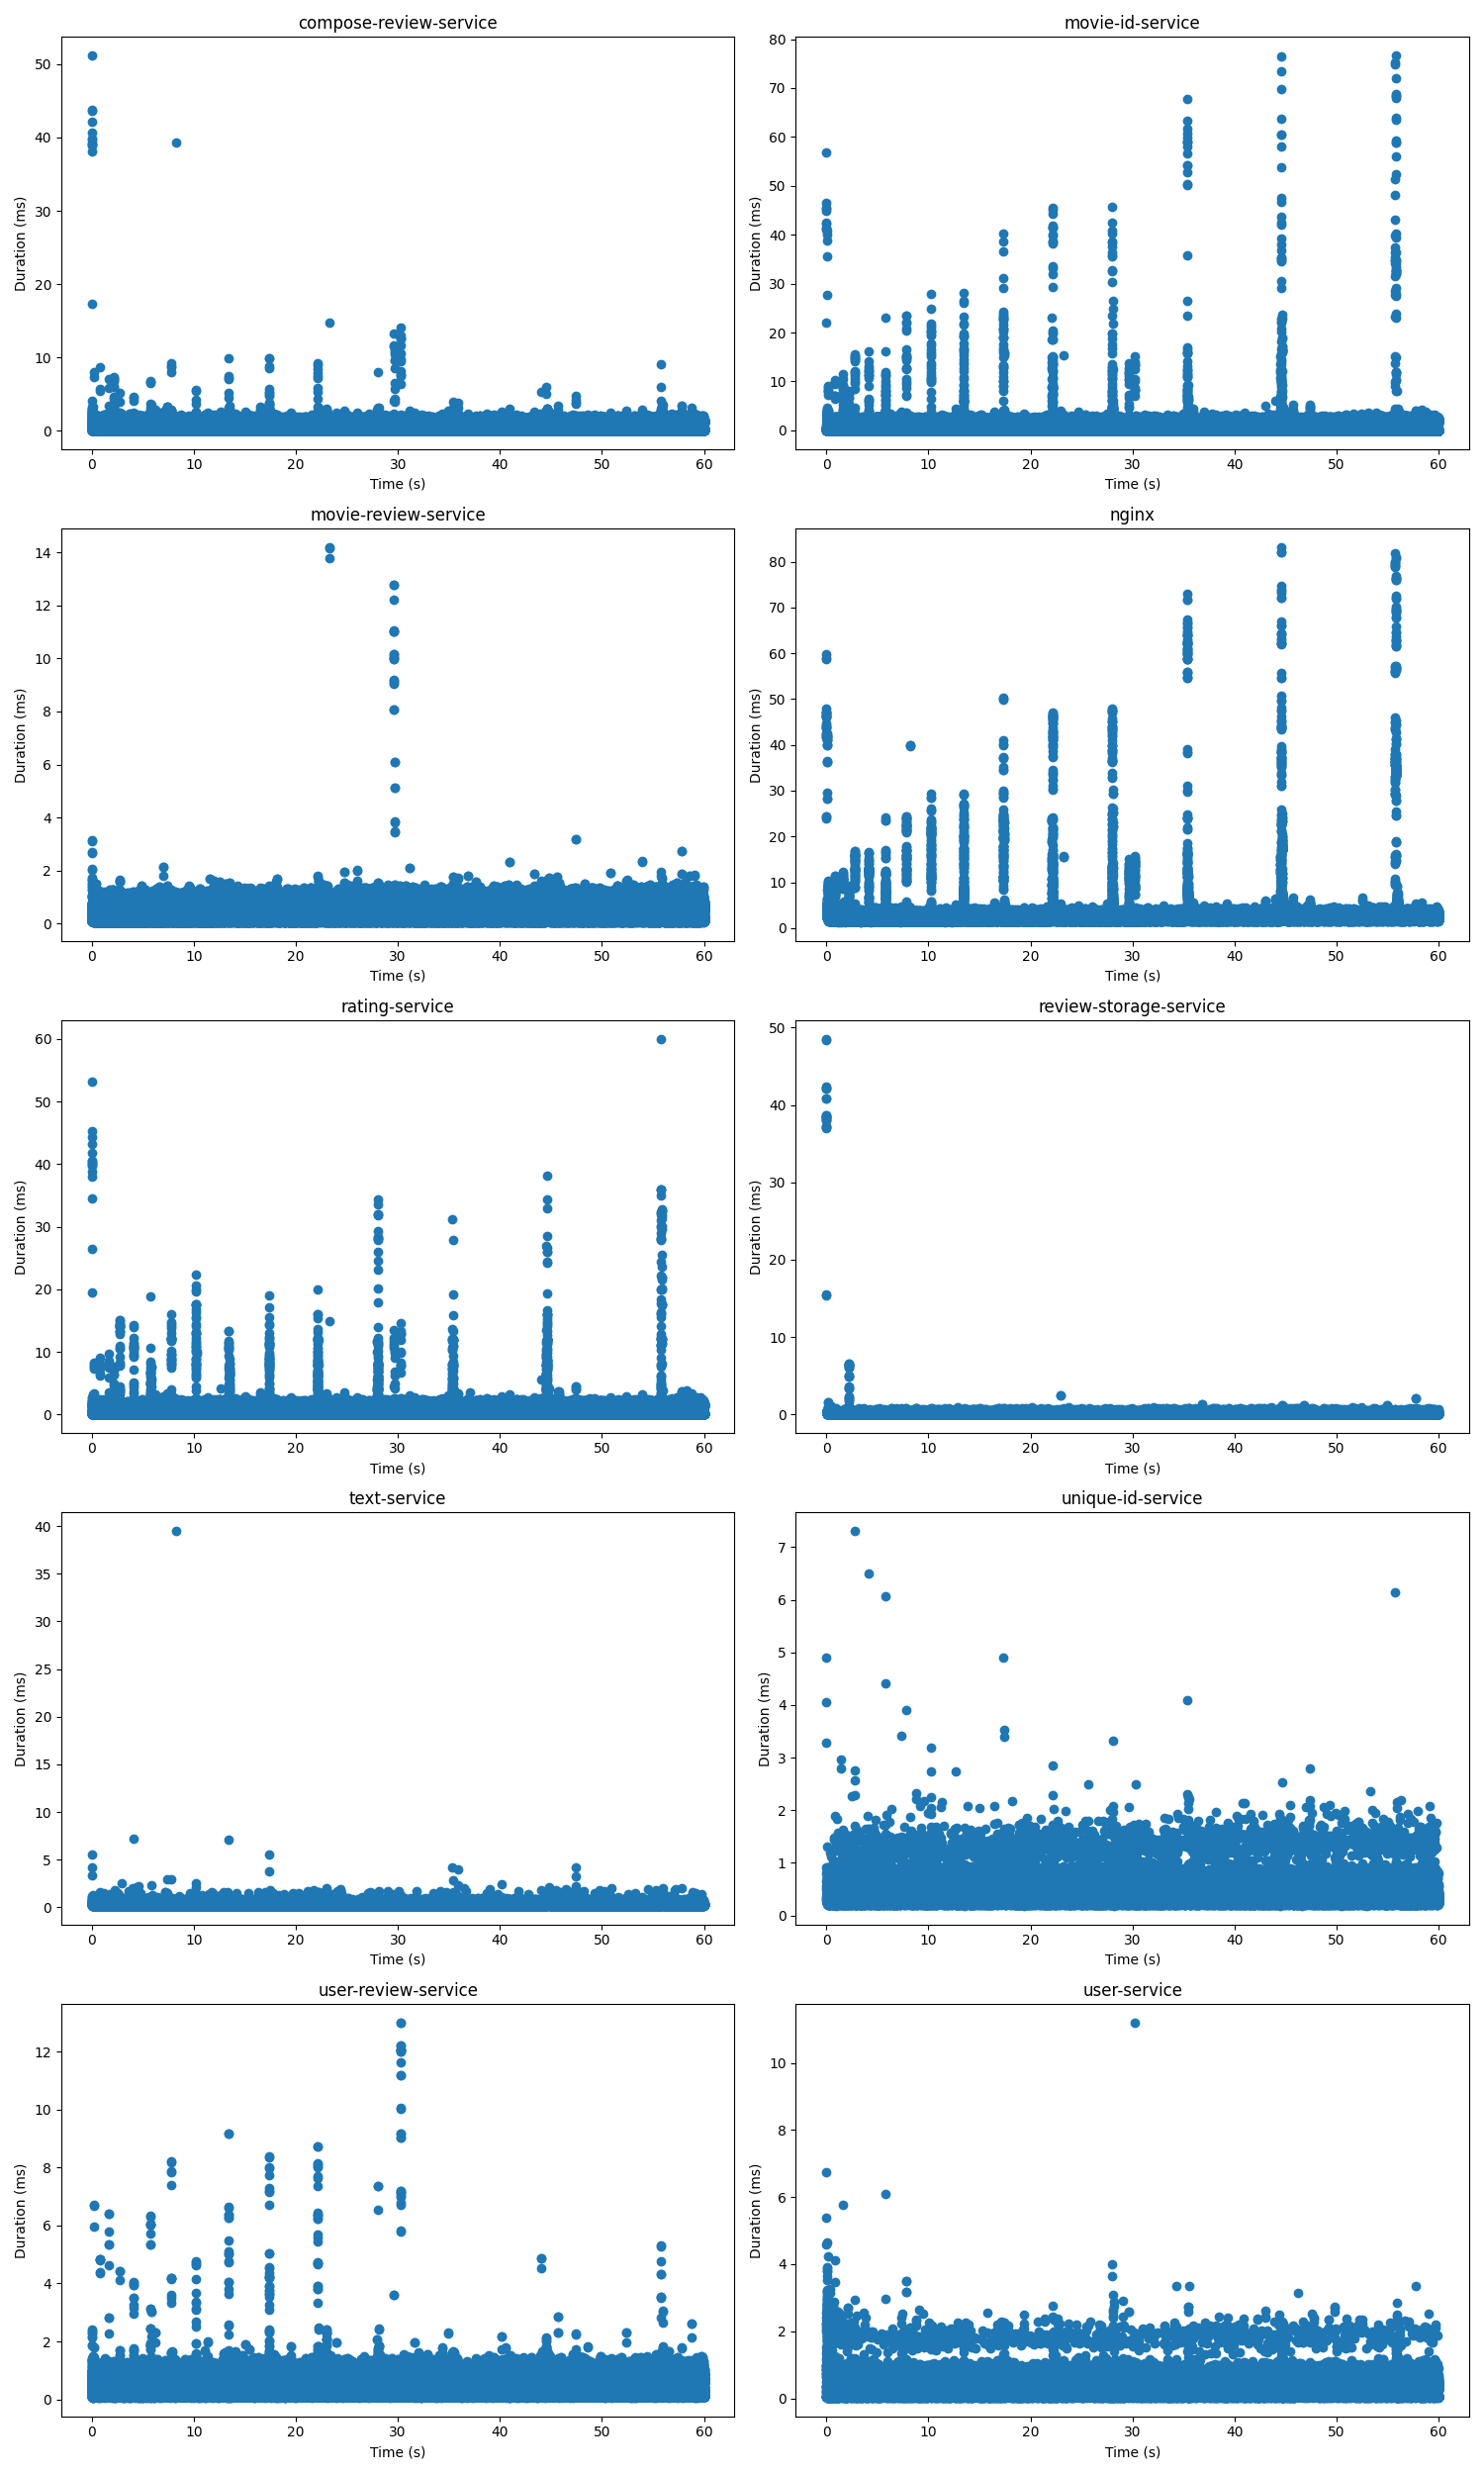 compose-review-service
Duration (ms)
50
40
30
20
10
0
0 10 20 30 40 50 60
Time (s)
movie-id-service
Duration (ms)
80
70
60
50
40
30
20
10
0
0 10 20 30 40 50 60
Time (s)
movie-review-service
Duration (ms)
14
12
10
8
6
4
2
0
0 10 20 30 40 50 60
Time (s)
nginx
Duration (ms)
80
70
60
50
40
30
20
10
0
0 10 20 30 40 50 60
Time (s)
rating-service
Duration (ms)
60
50
40
30
20
10
0
0 10 20 30 40 50 60
Time (s)
review-storage-service
Duration (ms)
50
40
30
20
10
0
0 10 20 30 40 50 60
Time (s)
text-service
Duration (ms)
40
35
30
25
20
15
10
5
0
0 10 20 30 40 50 60
Time (s)
unique-id-service
Duration (ms)
7
6
5
4
3
2
1
0
0 10 20 30 40 50 60
Time (s)
user-review-service
Duration (ms)
12
10
8
6
4
2
0
0 10 20 30 40 50 60
Time (s)
user-service
Duration (ms)
10
8
6
4
2
0
0 10 20 30 40 50 60
Time (s)